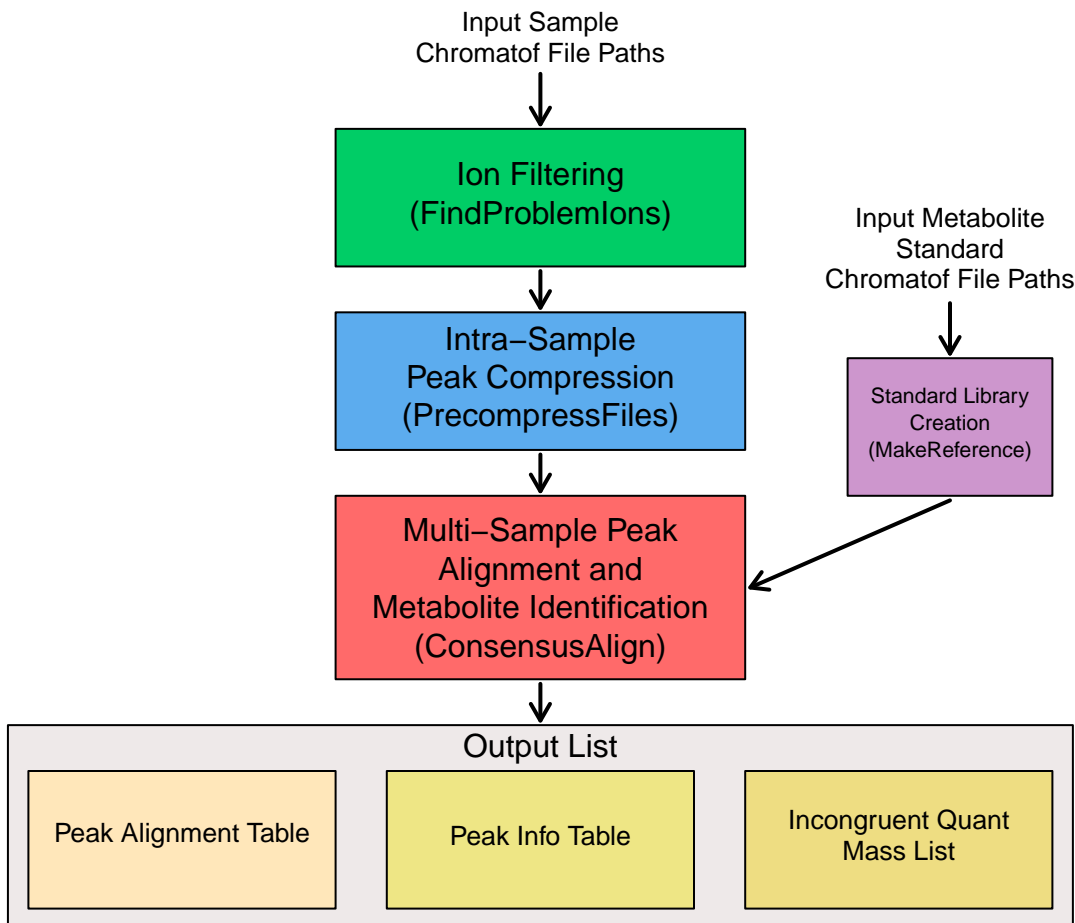 Input Sample
Chromatof File Paths
Ion Filtering
(FindProblemIons)
Input Metabolite
Standard
Chromatof File Paths
Intra−Sample
Peak Compression
(PrecompressFiles)
Standard Library
Creation
(MakeReference)
Multi−Sample Peak
Alignment and
Metabolite Identification
(ConsensusAlign)
Output List
Peak Alignment Table
Peak Info Table
Incongruent Quant
Mass List